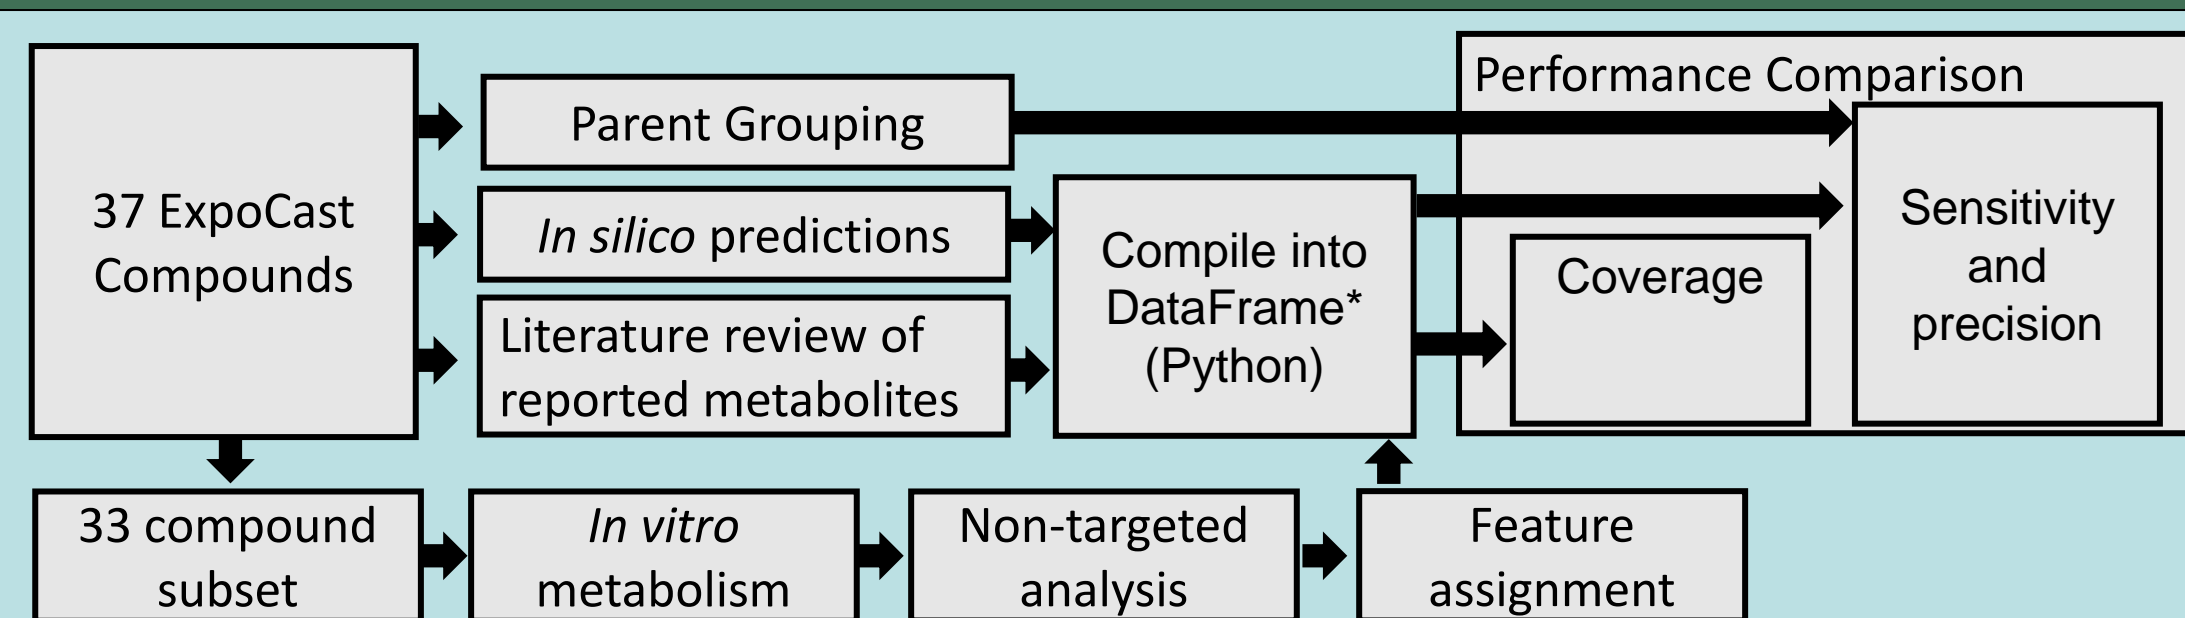 Performance Comparison
Parent Grouping
37 ExpoCast
Compounds
In silico predictions
Literature review of
reported metabolites
Compile into
DataFrame*
(Python)
Coverage
Sensitivity
and
precision
33 compound
subset
In vitro
metabolism
Non-targeted
analysis
Feature
assignment